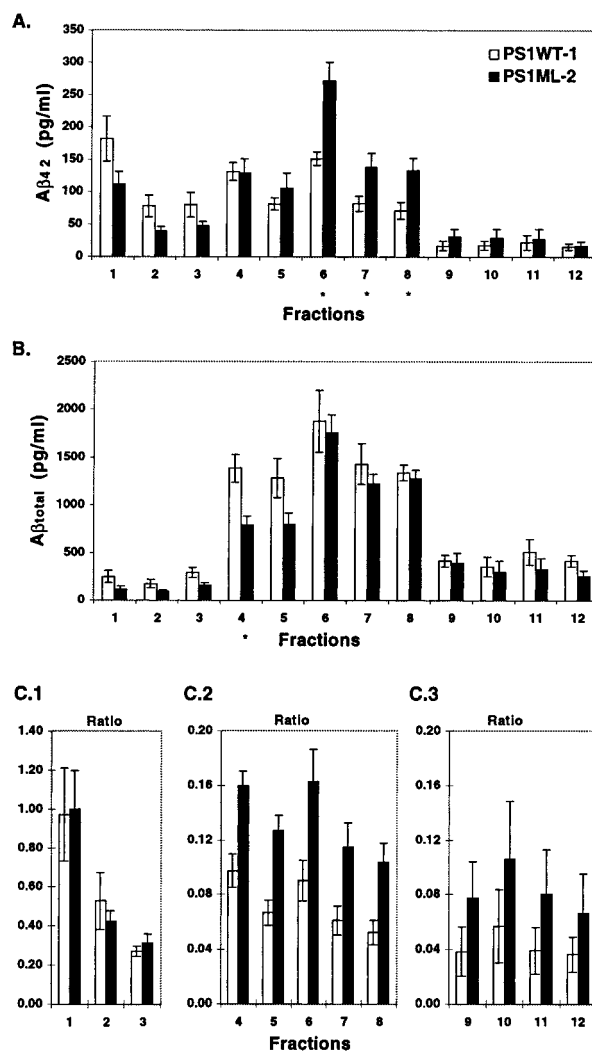 A.
Aβ42 (pg/ml)
350
300
250
200
150
100
50
0
PS1WT-1
PS1ML-2
1 2 3 4 5 6 7 8 9 10 11 12
* * *
Fractions
B.
Aβtotal (pg/ml)
2500
2000
1500
1000
500
0
1 2 3 4 5 6 7 8 9 10 11 12
*
Fractions
C.1
Ratio
1.40
1.20
1.00
0.80
0.60
0.40
0.20
0.00
1 2 3
C.2
Ratio
0.20
0.16
0.12
0.08
0.04
0.00
4 5 6 7 8
Fractions
C.3
Ratio
0.20
0.16
0.12
0.08
0.04
0.00
9 10 11 12